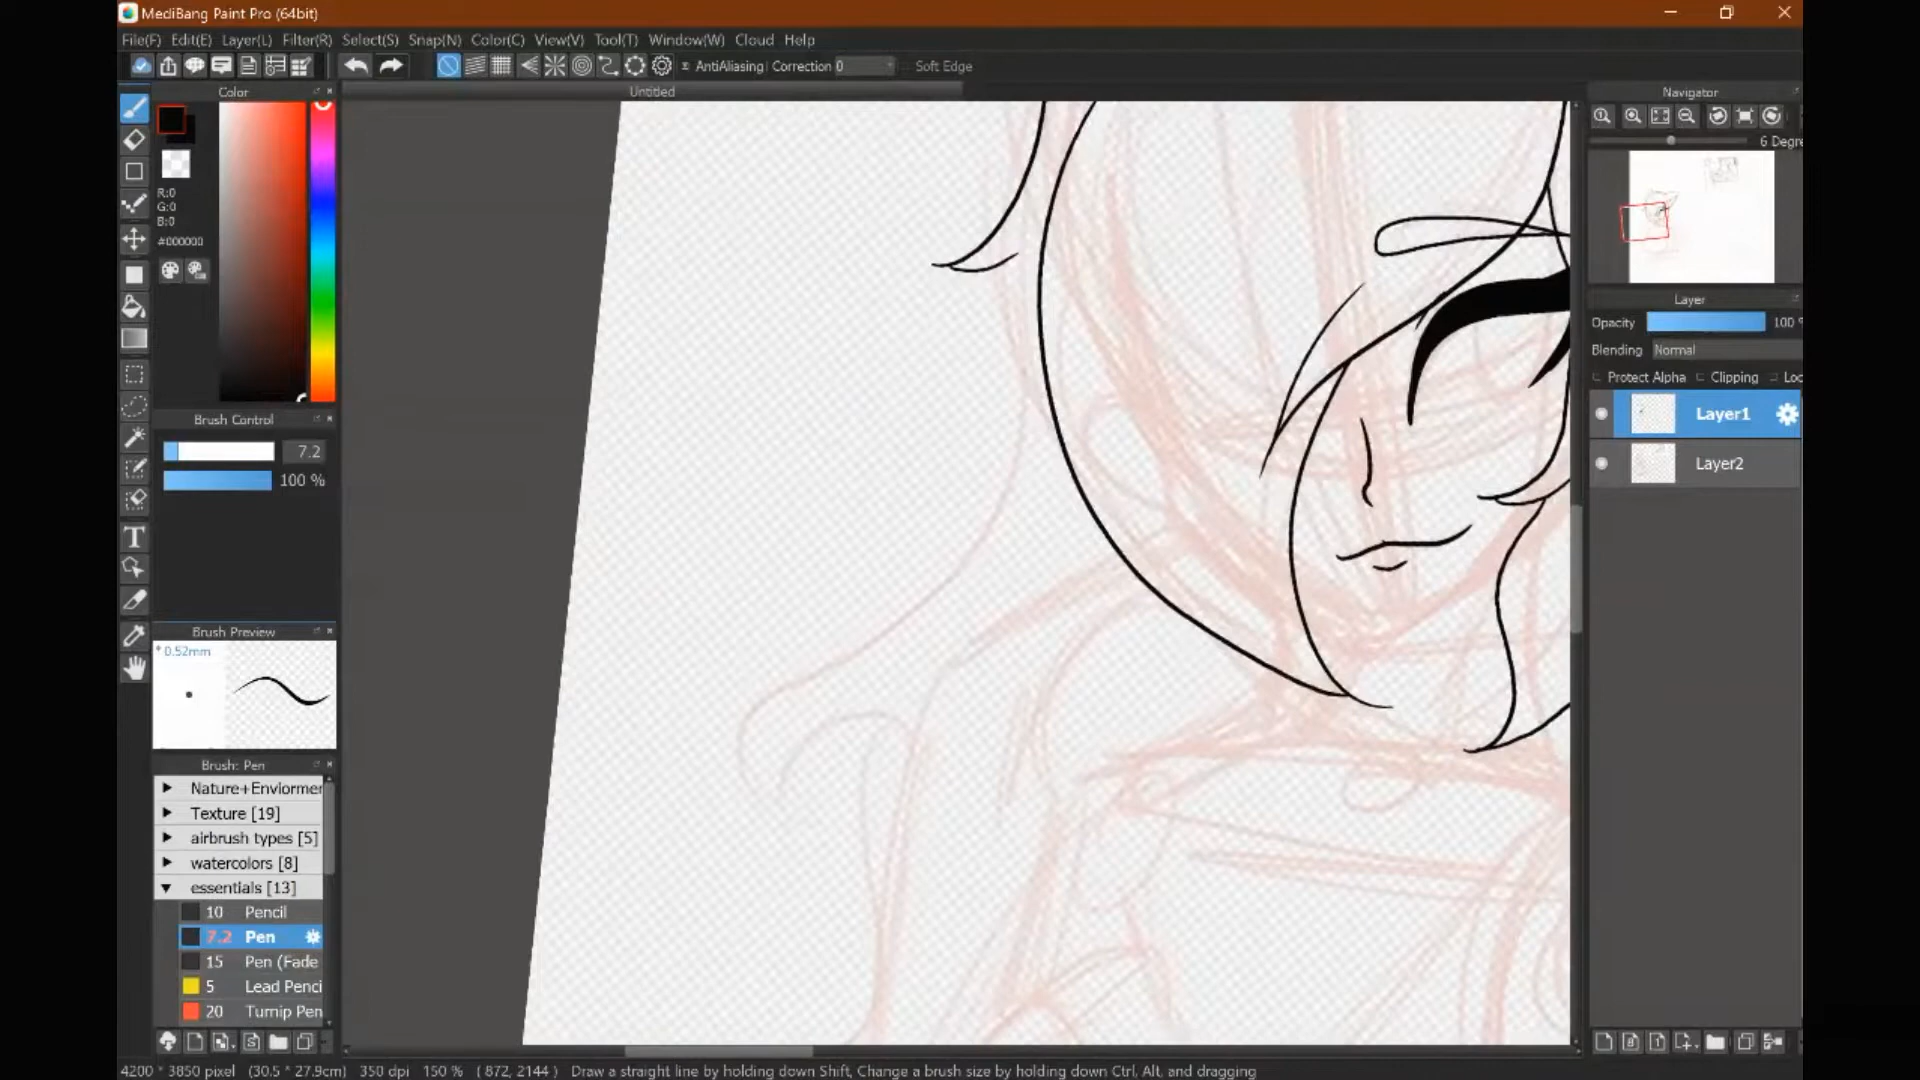 MediBang Paint Pro (64bit)
File(F) Edit(E) Layer(L) Filter(R) Select(S) Snap(N) Color(C) View(V) Tool(T) Window(W) Cloud Help
AntiAliasing Correction 0 Soft Edge
Color
Untitled
Navigator
6 Degre
R:0
G:0
B:0
#000000
Layer
Opacity 100 %
Blending Normal
Protect Alpha Clipping Loc
Layer1
Layer2
Brush Control
7.2
100 %
Brush Preview
* 0.52mm
Brush: Pen
Nature+Enviormer
Texture [19]
airbrush types [5]
watercolors [8]
essentials [13]
10 Pencil
7.2 Pen
15 Pen (Fade
5 Lead Penci
20 Turnip Pen
4200 * 3850 pixel (30.5 * 27.9cm) 350 dpi 150 % ( 872, 2144 ) Draw a straight line by holding down Shift, Change a brush size by holding down Ctrl, Alt, and dragging